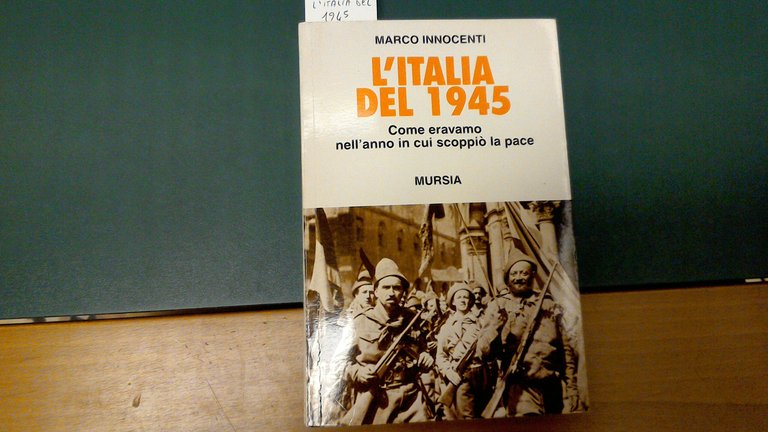 L'ITALIA DEL
1945
MARCO INNOCENTI
L'ITALIA
DEL 1945
Come eravamo
nell'anno in cui scoppiò la pace
MURSIA